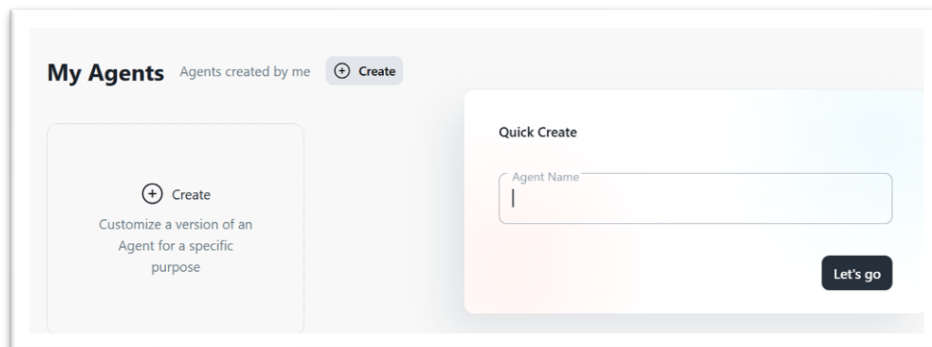 My Agents Agents created by me Create
Create
Customize a version of an
Agent for a specific
purpose
Quick Create
Agent Name
Let's go